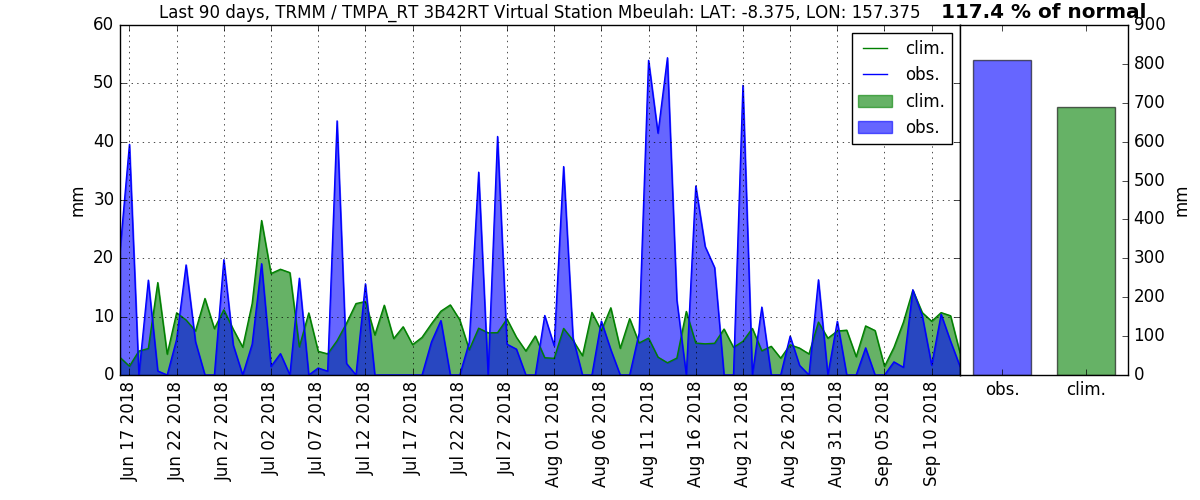 Last 90 days, TRMM / TMPA_RT 3B42RT Virtual Station Mbeulah: LAT: -8.375, LON: 157.375
117.4 % of normal
60
50
40
30
20
10
0
mm
clim.
obs.
clim.
obs.
Jun 17 2018
Jun 22 2018
Jun 27 2018
Jul 02 2018
Jul 07 2018
Jul 12 2018
Jul 17 2018
Jul 22 2018
Jul 27 2018
Aug 01 2018
Aug 06 2018
Aug 11 2018
Aug 16 2018
Aug 21 2018
Aug 26 2018
Aug 31 2018
Sep 05 2018
Sep 10 2018
900
800
700
600
500
400
300
200
100
0
mm
obs.
clim.